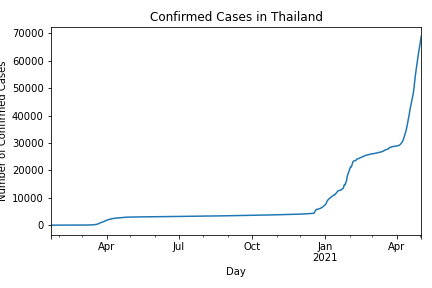 Confirmed Cases in Thailand
Number of Confirmed Cases
70000
60000
50000
40000
30000
20000
10000
0
Apr
Jul
Oct
Jan
2021
Apr
Day